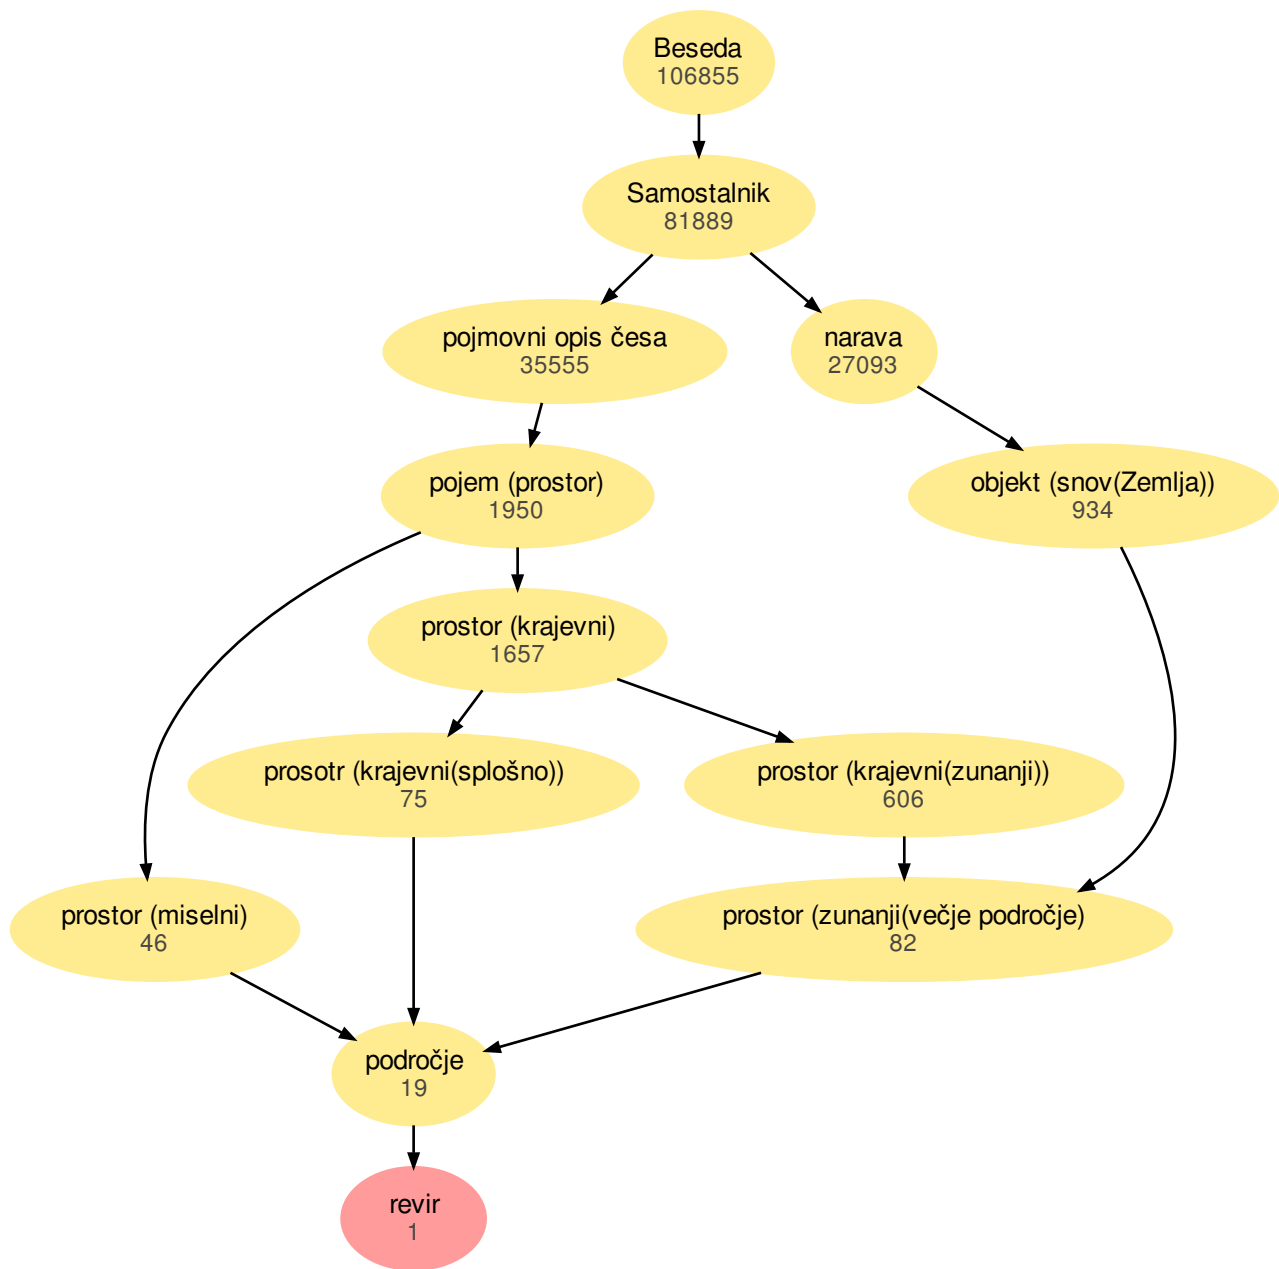 Beseda
106855
Samostalnik
81889
pojmovni opis česa
35555
narava
27093
pojem (prostor)
1950
objekt (snov(Zemlja))
934
prostor (krajevni)
1657
prosotr (krajevni(splošno))
75
prostor (krajevni(zunanji))
606
prostor (miselni)
46
prostor (zunanji(večje področje)
82
področje
19
revir
1